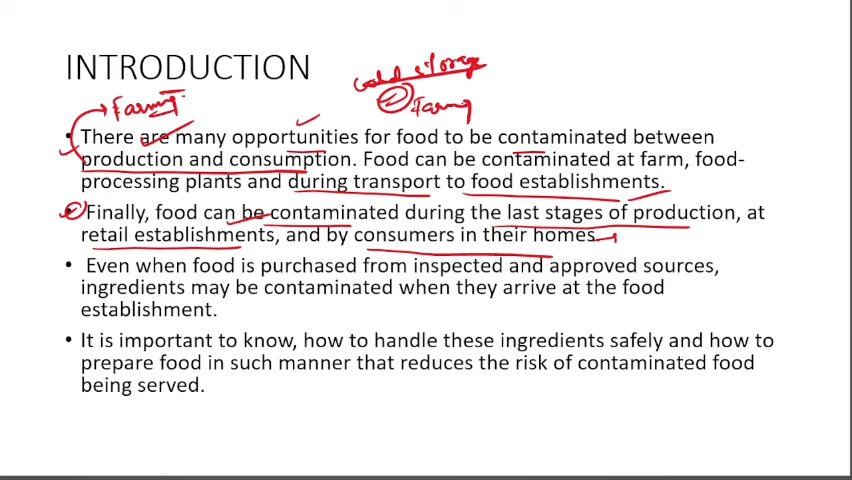 INTRODUCTION
cold storage
Farming
Farming
• There are many opportunities for food to be contaminated between
production and consumption. Food can be contaminated at farm, food-
processing plants and during transport to food establishments.
• Finally, food can be contaminated during the last stages of production, at
retail establishments, and by consumers in their homes
• Even when food is purchased from inspected and approved sources,
ingredients may be contaminated when they arrive at the food
establishment.
• It is important to know, how to handle these ingredients safely and how to
prepare food in such manner that reduces the risk of contaminated food
being served.